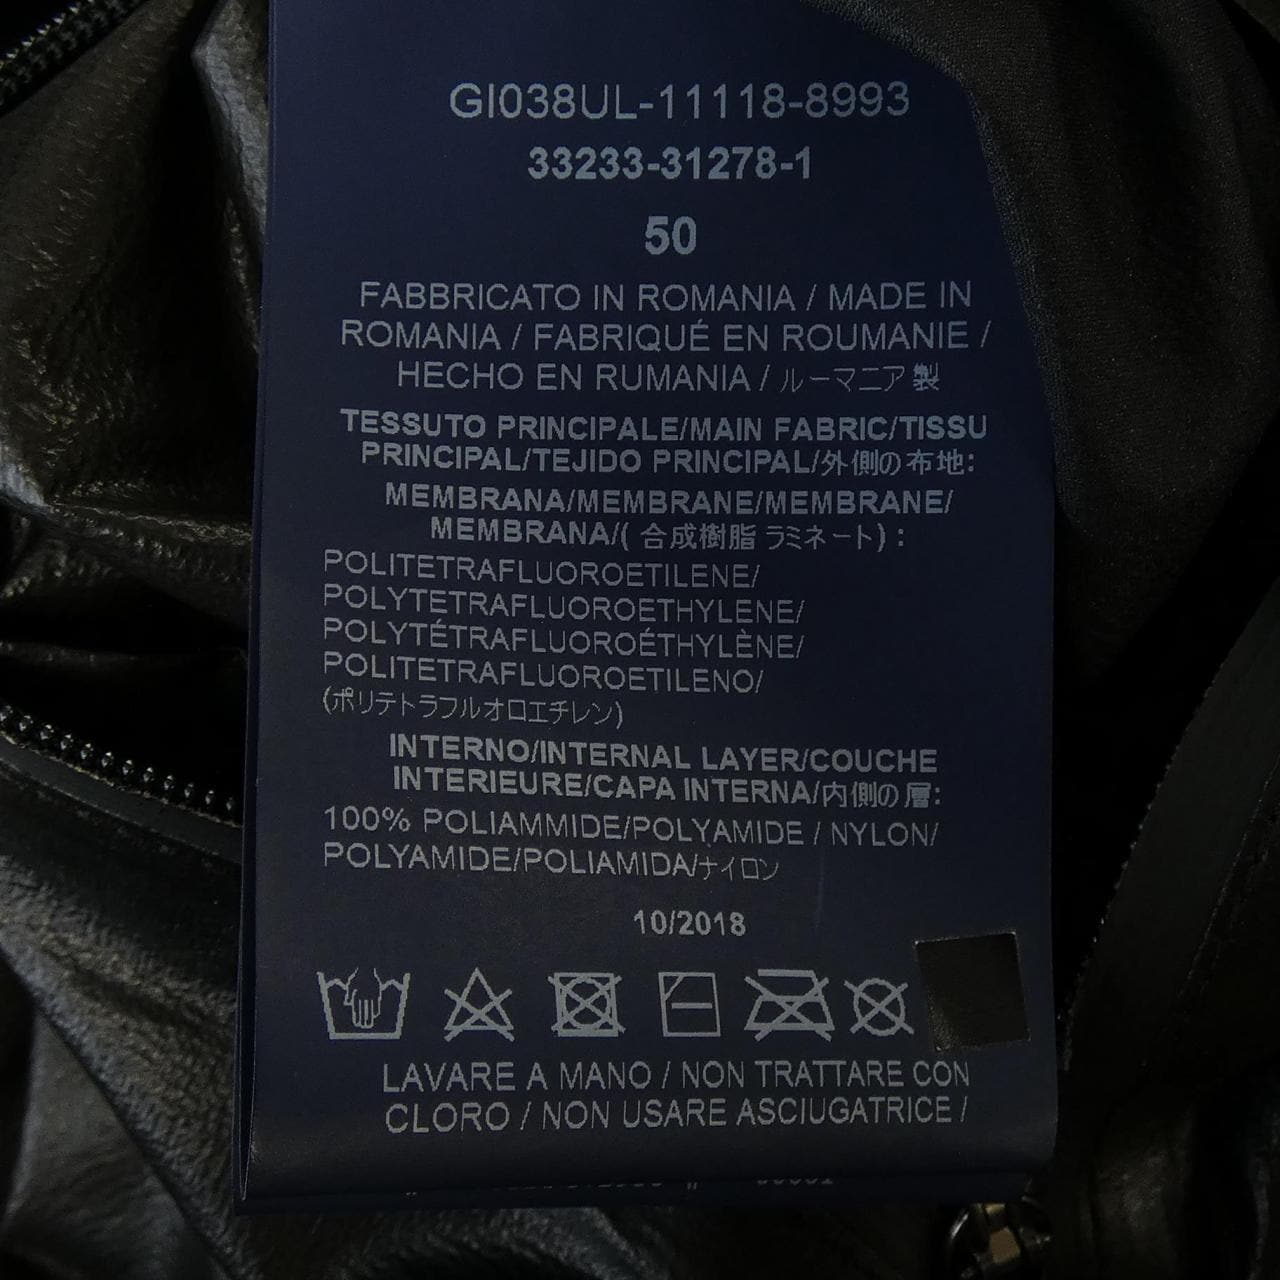 GI038UL-11118-8993
33233-31278-1
50
FABBRICATO IN ROMANIA / MADE IN
ROMANIA / FABRIQUÉ EN ROUMANIE /
HECHO EN RUMANIA / ルーマニア製
TESSUTO PRINCIPALE/MAIN FABRIC/TISSU
PRINCIPAL/TEJIDO PRINCIPAL/外側の布地:
MEMBRANA/MEMBRANE/MEMBRANE/
MEMBRANA/( 合成樹脂 ラミネート) :
POLITETRAFLUOROETILENE/
POLYTETRAFLUOROETHYLENE/
POLYTÉTRAFLUOROÉTHYLÈNE/
POLITETRAFLUOROETILENO/
(ポリテトラフルオロエチレン)
INTERNO/INTERNAL LAYER/COUCHE
INTERIEURE/CAPA INTERNA/内側の層:
100% POLIAMMIDE/POLYAMIDE / NYLON/
POLYAMIDE/POLIAMIDA/ナイロン
10/2018
LAVARE A MANO / NON TRATTARE CON
CLORO / NON USARE ASCIUGATRICE /